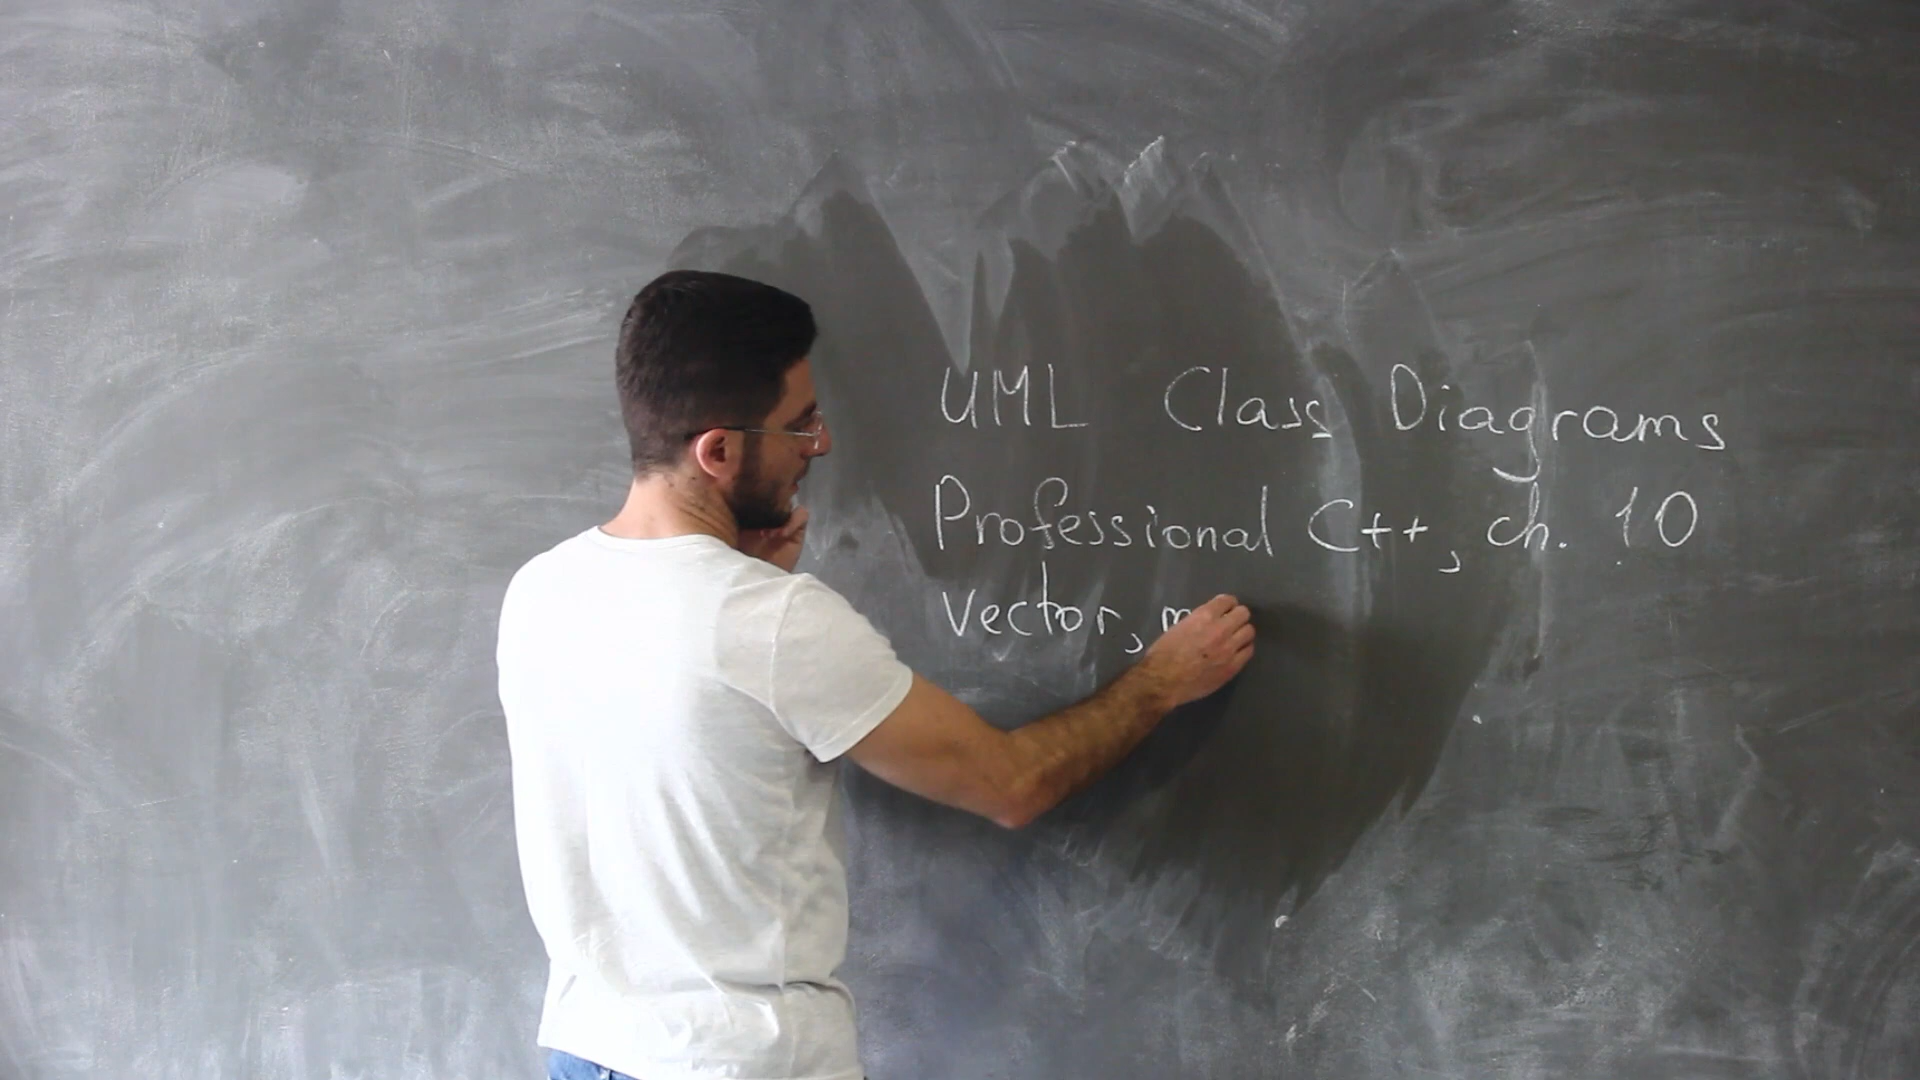 UML Class Diagrams
Professional C++, ch. 10
Vector,